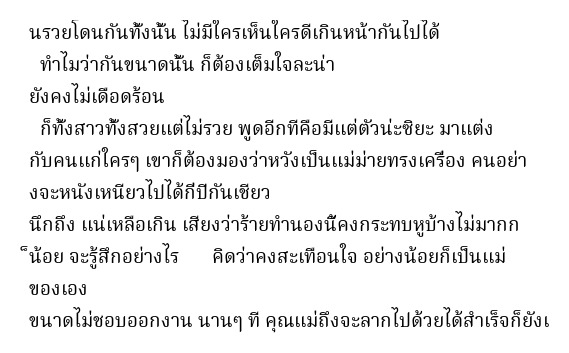 นรวยโดนกันทั้งนั้น ไม่มีใครเห็นใครดีเกินหน้ากันไปได้
ทำไมว่ากันขนาดนั้น ก็ต้องเต็มใจละน่า
ยังคงไม่เดือดร้อน
ก็ทั้งสาวทั้งสวยแต่ไม่รวย พูดอีกทีคือมีแต่ตัวน่ะซิยะ มาแต่ง
กับคนแก่ใครๆ เขาก็ต้องมองว่าหวังเป็นแม่ม่ายทรงเครื่อง คนอย่า
งจะหนังเหนียวไปได้กี่ปีกันเชียว
นึกถึง แน่เหลือเกิน เสียงว่าร้ายทำนองนี้คงกระทบหูบ้างไม่มากก
็น้อย จะรู้สึกอย่างไร คิดว่าคงสะเทือนใจ อย่างน้อยก็เป็นแม่
ของเอง
ขนาดไม่ชอบออกงาน นานๆ ที คุณแม่ถึงจะลากไปด้วยได้สำเร็จก็ยังเ